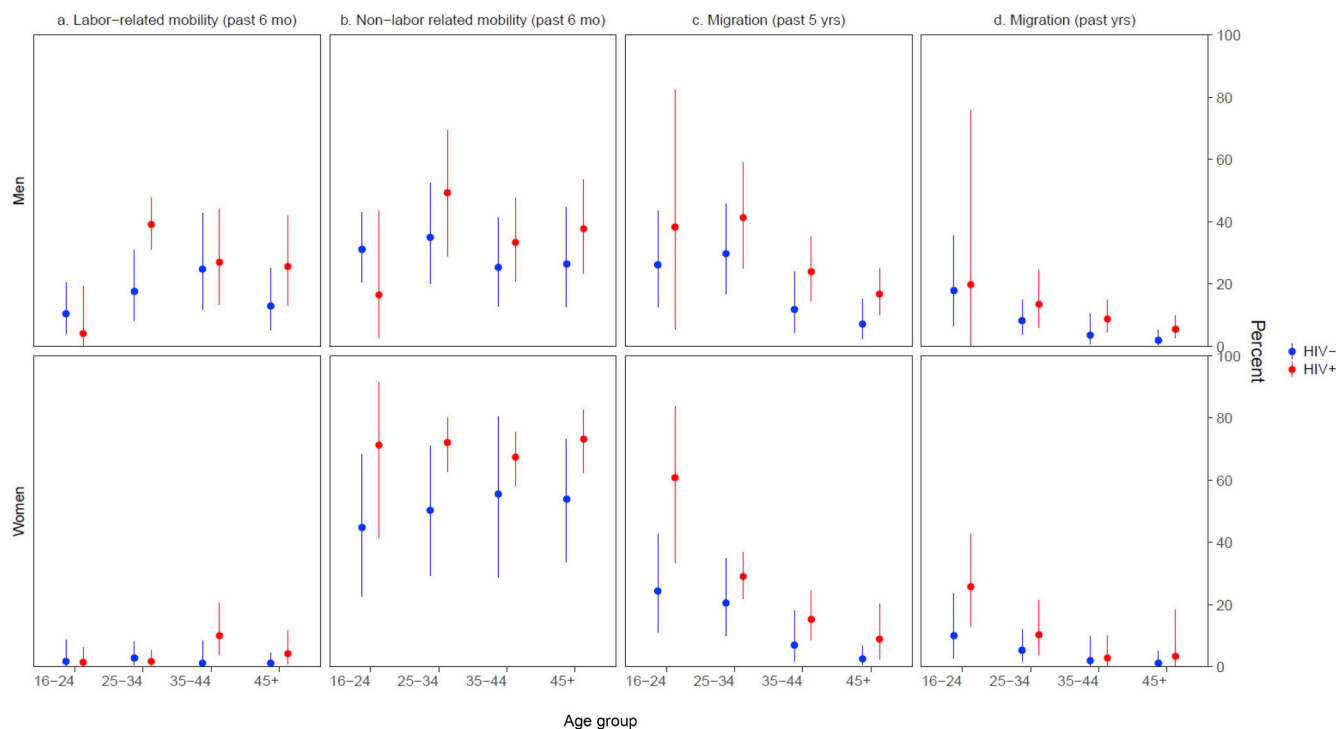 a. Labor−related mobility (past 6 mo)
b. Non−labor related mobility (past 6 mo)
c. Migration (past 5 yrs)
d. Migration (past yrs)
Men
100
80
60
40
20
0
Women
100
80
60
40
20
0
Percent
HIV−
HIV+
16−24
25−34
35−44
45+
16−24
25−34
35−44
45+
16−24
25−34
35−44
45+
16−24
25−34
35−44
45+
Age group